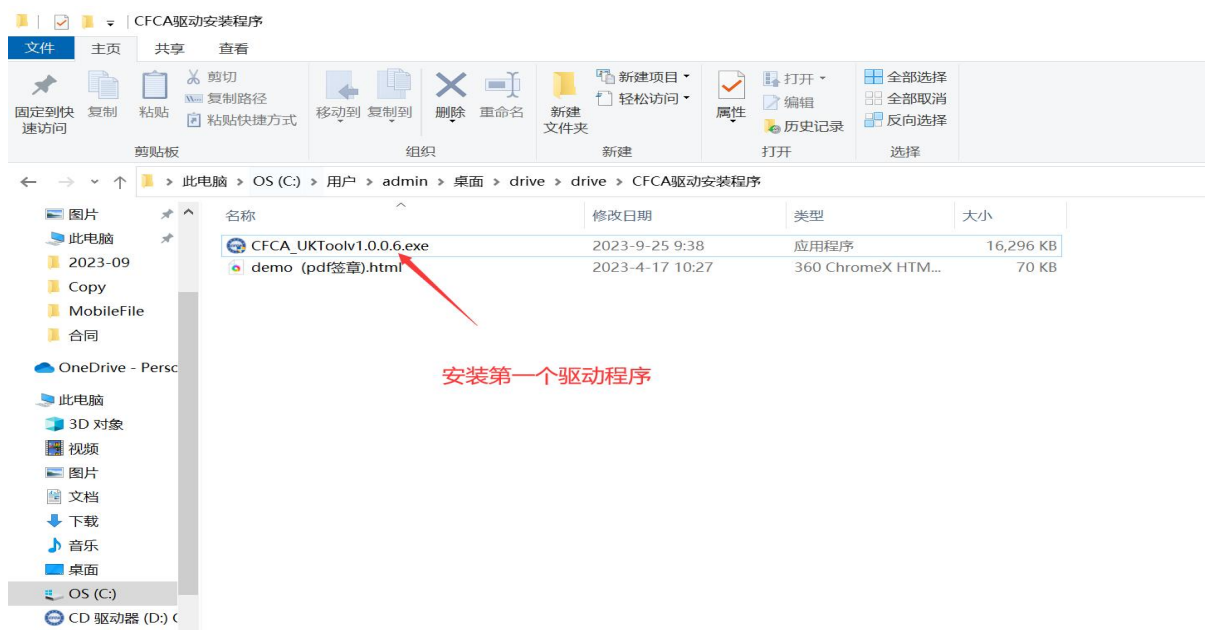 CFCA驱动安装程序
文件 主页 共享 查看
固定到快速访问
复制
粘贴
剪切
复制路径
粘贴快捷方式
剪贴板
移动到
复制到
删除
重命名
组织
新建文件夹
新建项目
轻松访问
新建
属性
打开
编辑
历史记录
打开
全部选择
全部取消
反向选择
选择
此电脑 > OS (C:) > 用户 > admin > 桌面 > drive > drive > CFCA驱动安装程序
名称 修改日期 类型 大小
CFCA_UKToolv1.0.0.6.exe 2023-9-25 9:38 应用程序 16,296 KB
demo (pdf签章).html 2023-4-17 10:27 360 ChromeX HTM... 70 KB
安装第一个驱动程序
图片
此电脑
2023-09
Copy
MobileFile
合同
OneDrive - Persc
此电脑
3D 对象
视频
图片
文档
下载
音乐
桌面
OS (C:)
CD 驱动器 (D:) C